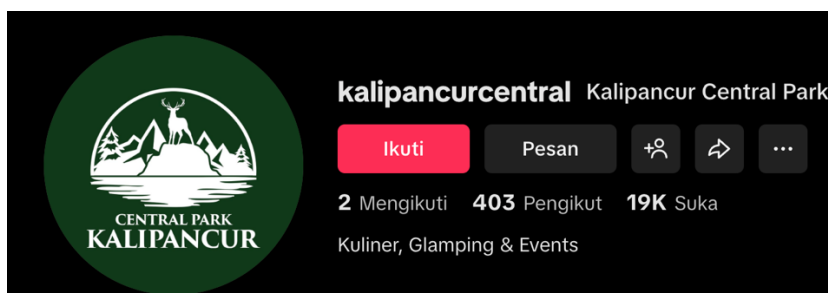 CENTRAL PARK
KALIPANCUR
kalipancurcentral Kalipancur Central Park
Ikuti Pesan
2 Mengikuti 403 Pengikut 19K Suka
Kuliner, Glamping & Events